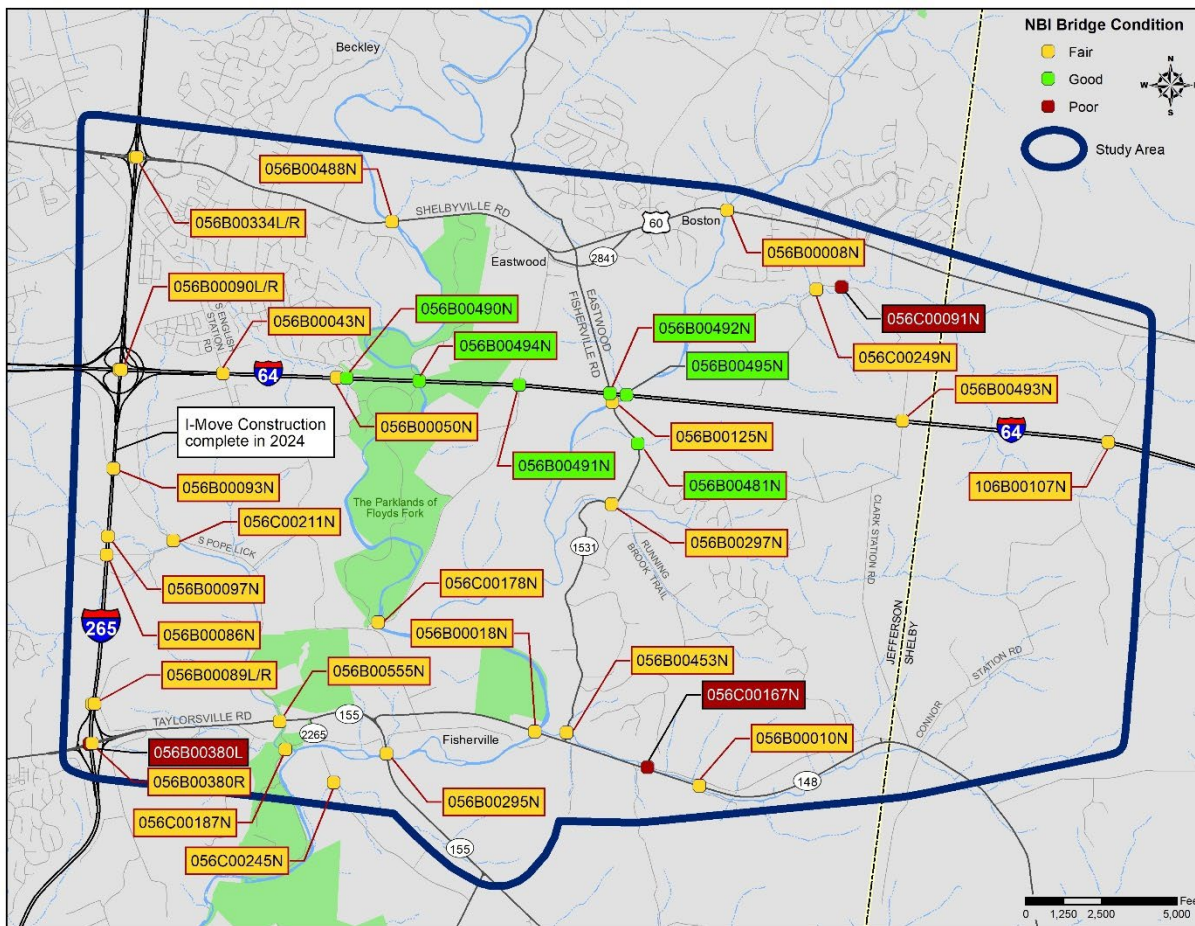 NBI Bridge Condition
Fair
Good
Poor
Study Area
N
W
S
Beckley
056B00488N
056B00334L/R
SHELBYVILLE RD
60
Boston
2841
Eastwood
056B00008N
056B00090L/R
S ENGLISH
STATION
RD
056B00043N
056B00490N
EASTWOOD
FISHERVILLE RD
056B00492N
056C00091N
056B00494N
056B00495N
056C00249N
64
056B00493N
I-Move Construction
complete in 2024
056B00050N
056B00125N
64
056B00491N
056B00481N
106B00107N
056B00093N
The Parklands of
Floyds Fork
056C00211N
S POPE LICK
056B00297N
CLARK STATION RD
1531
RUNNING
BROOK TRAIL
056B00097N
056C00178N
265
056B00086N
056B00018N
056B00453N
JEFFERSON
SHELBY
STATION RD
CONNOR
056B00089L/R
056B00555N
056C00167N
TAYLORSVILLE RD
155
2265
Fisherville
056B00010N
056B00380L
056B00380R
148
056B00295N
056C00187N
056C00245N
155
Feet
0 1,250 2,500 5,000